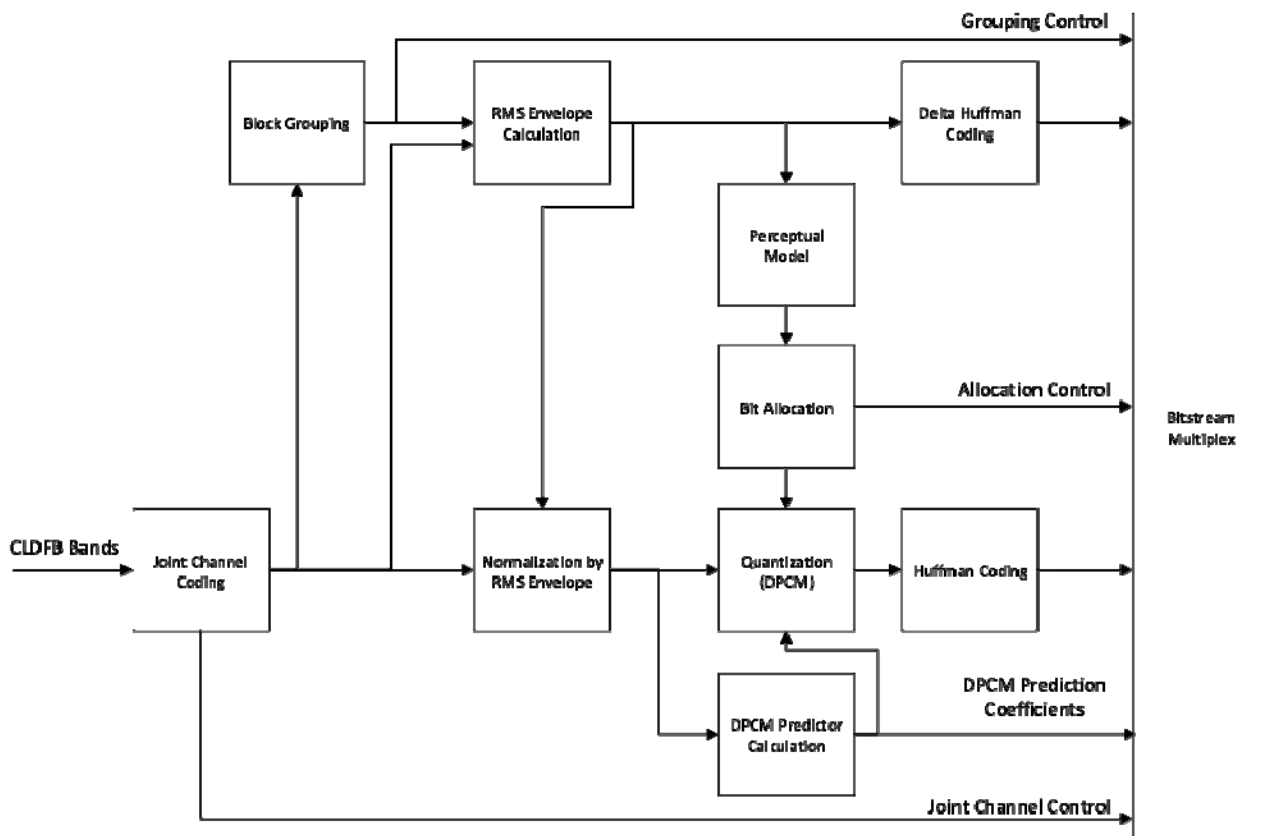 Grouping Control
Block Grouping
RMS Envelope
Calculation
Delta Huffman
Coding
Perceptual
Model
Bit Allocation
Allocation Control
Bitstream
Multiplex
CLDFB Bands
Joint Channel
Coding
Normalization by
RMS Envelope
Quantization
(DPCM)
Huffman Coding
DPCM Predictor
Calculation
DPCM Prediction
Coefficients
Joint Channel Control